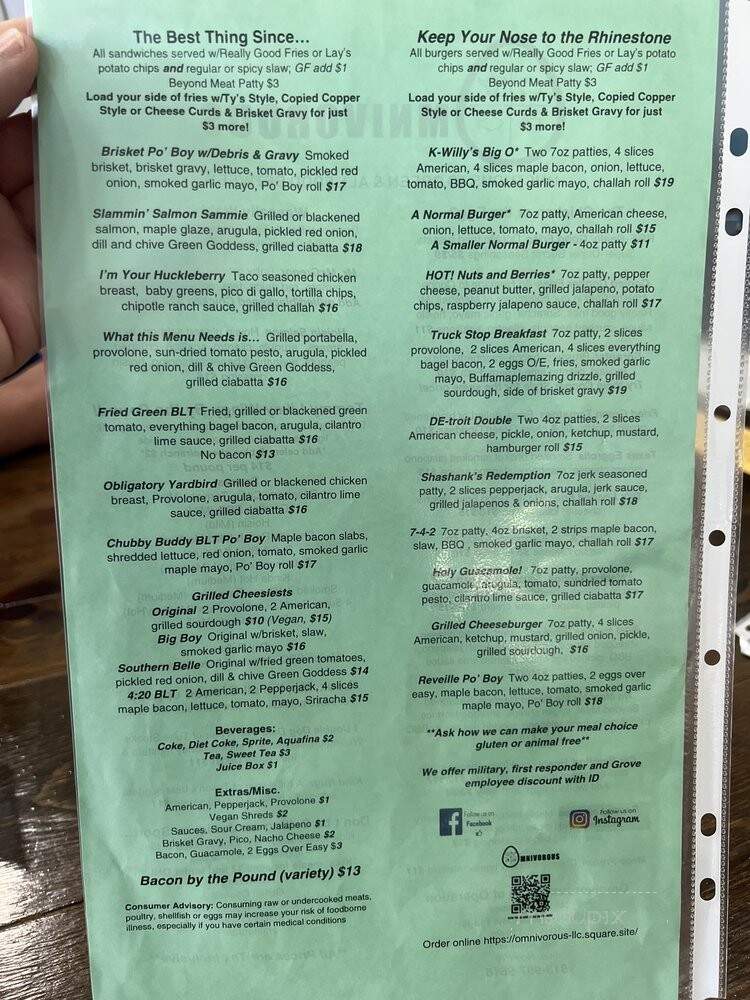 The Best Thing Since…
All sandwiches served w/Really Good Fries or Lay's
potato chips and regular or spicy slaw; GF add $1
Beyond Meat Patty $3
Load your side of fries w/Ty's Style, Copied Copper
Style or Cheese Curds & Brisket Gravy for just
$3 more!
Brisket Po' Boy w/Debris & Gravy Smoked
brisket, brisket gravy, lettuce, tomato, pickled red
onion, smoked garlic mayo, Po' Boy roll $17
Slammin' Salmon Sammie Grilled or blackened
salmon, maple glaze, arugula, pickled red onion,
dill and chive Green Goddess, grilled ciabatta $18
I'm Your Huckleberry Taco seasoned chicken
breast, baby greens, pico di gallo, tortilla chips,
chipotle ranch sauce, grilled challah $16
What this Menu Needs is… Grilled portabella,
provolone, sun-dried tomato pesto, arugula, pickled
red onion, dill & chive Green Goddess,
grilled ciabatta $16
Fried Green BLT Fried, grilled or blackened green
tomato, everything bagel bacon, arugula, cilantro
lime sauce, grilled ciabatta $16
No bacon $13
Obligatory Yardbird Grilled or blackened chicken
breast, Provolone, arugula, tomato, cilantro lime
sauce, grilled ciabatta $16
Chubby Buddy BLT Po' Boy Maple bacon slabs,
shredded lettuce, red onion, tomato, smoked garlic
maple mayo, Po' Boy roll $17
Grilled Cheesiests
Original 2 Provolone, 2 American,
grilled sourdough $10 (Vegan, $15)
Big Boy Original w/brisket, slaw,
smoked garlic mayo $16
Southern Belle Original w/fried green tomatoes,
pickled red onion, dill & chive Green Goddess $14
4:20 BLT 2 American, 2 Pepperjack, 4 slices
maple bacon, lettuce, tomato, mayo, Sriracha $15
Beverages:
Coke, Diet Coke, Sprite, Aquafina $2
Tea, Sweet Tea $3
Juice Box $1
Extras/Misc.
American, Pepperjack, Provolone $1
Vegan Shreds $2
Sauces, Sour Cream, Jalapeno $1
Brisket Gravy, Pico, Nacho Cheese $2
Bacon, Guacamole, 2 Eggs Over Easy $3
Bacon by the Pound (variety) $13
Consumer Advisory: Consuming raw or undercooked meats,
poultry, shellfish or eggs may increase your risk of foodborne
illness, especially if you have certain medical conditions
Keep Your Nose to the Rhinestone
All burgers served w/Really Good Fries or Lay's potato
chips and regular or spicy slaw; GF add $1
Beyond Meat Patty $3
Load your side of fries w/Ty's Style, Copied Copper
Style or Cheese Curds & Brisket Gravy for just
$3 more!
K-Willy's Big O* Two 7oz patties, 4 slices
American, 4 slices maple bacon, onion, lettuce,
tomato, BBQ, smoked garlic mayo, challah roll $19
A Normal Burger* 7oz patty, American cheese,
onion, lettuce, tomato, mayo, challah roll $15
A Smaller Normal Burger - 4oz patty $11
HOT! Nuts and Berries* 7oz patty, pepper
cheese, peanut butter, grilled jalapeno, potato
chips, raspberry jalapeno sauce, challah roll $17
Truck Stop Breakfast 7oz patty, 2 slices
provolone, 2 slices American, 4 slices everything
bagel bacon, 2 eggs O/E, fries, smoked garlic
mayo, Buffamaplemazing drizzle, grilled
sourdough, side of brisket gravy $19
DE-troit Double Two 4oz patties, 2 slices
American cheese, pickle, onion, ketchup, mustard,
hamburger roll $15
Shashank's Redemption 7oz jerk seasoned
patty, 2 slices pepperjack, arugula, jerk sauce,
grilled jalapenos & onions, challah roll $18
7-4-2 7oz patty, 4oz brisket, 2 strips maple bacon,
slaw, BBQ , smoked garlic mayo, challah roll $17
Holy Guacamole! 7oz patty, provolone,
guacamole, arugula, tomato, sundried tomato
pesto, cilantro lime sauce, grilled ciabatta $17
Grilled Cheeseburger 7oz patty, 4 slices
American, ketchup, mustard, grilled onion, pickle,
grilled sourdough, $16
Reveille Po' Boy Two 4oz patties, 2 eggs over
easy, maple bacon, lettuce, tomato, smoked garlic
maple mayo, Po' Boy roll $18
**Ask how we can make your meal choice
gluten or animal free**
We offer military, first responder and Grove
employee discount with ID
Follow us on
Facebook
Follow us on
Instagram
OMNIVOROUS
Order online https://omnivorous-llc.square.site/